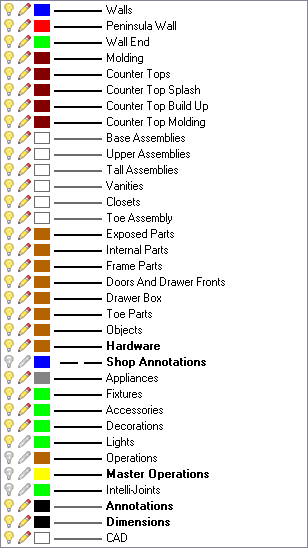 Walls
Peninsula Wall
Wall End
Molding
Counter Tops
Counter Top Splash
Counter Top Build Up
Counter Top Molding
Base Assemblies
Upper Assemblies
Tall Assemblies
Vanities
Closets
Toe Assembly
Exposed Parts
Internal Parts
Frame Parts
Doors And Drawer Fronts
Drawer Box
Toe Parts
Objects
Hardware
Shop Annotations
Appliances
Fixtures
Accessories
Decorations
Lights
Operations
Master Operations
Intelli-Joints
Annotations
Dimensions
CAD